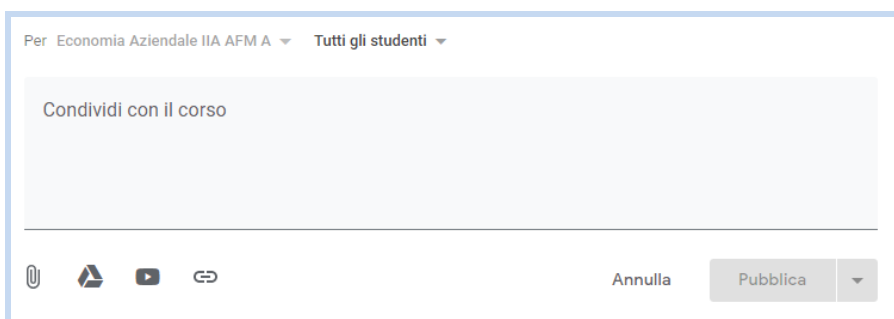 Per Economia Aziendale IIA AFM A Tutti gli studenti
Condividi con il corso
Annulla Pubblica